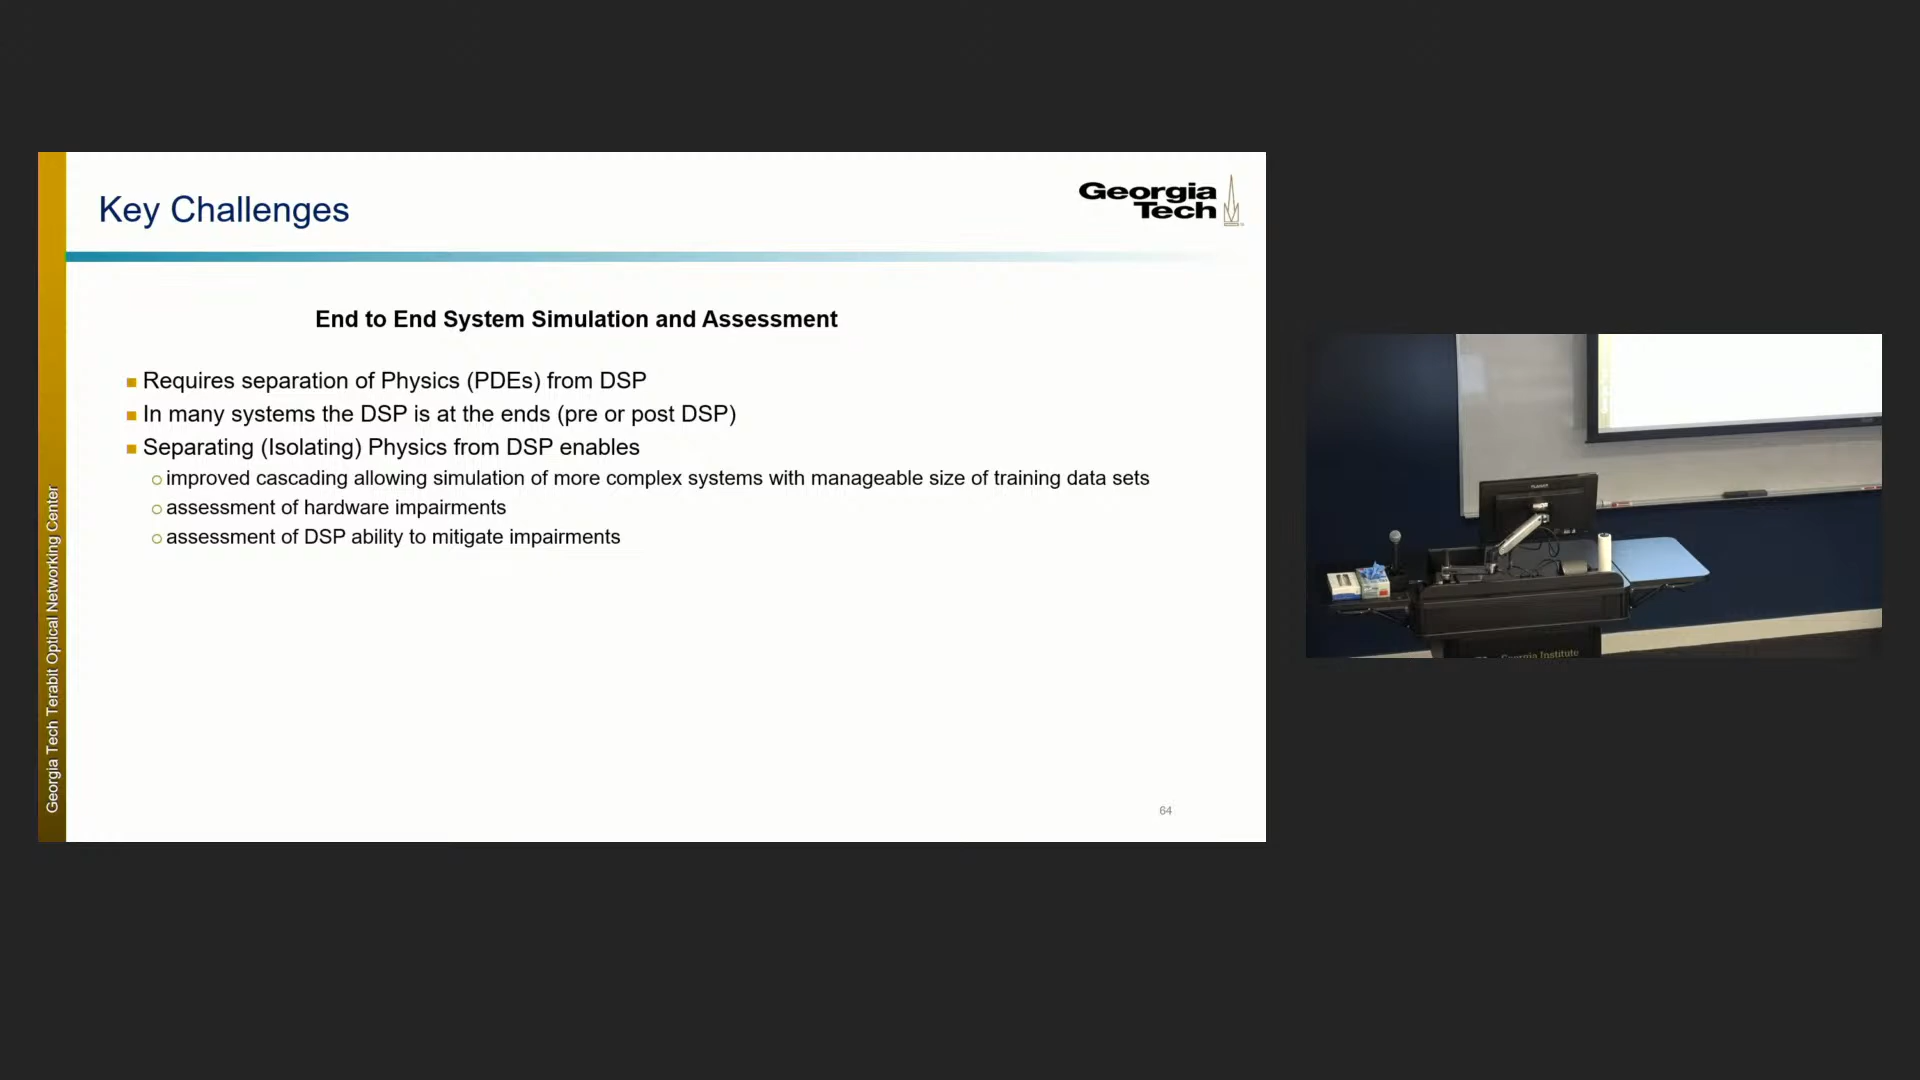 Key Challenges
Georgia
Tech
End to End System Simulation and Assessment
Requires separation of Physics (PDEs) from DSP
In many systems the DSP is at the ends (pre or post DSP)
Separating (Isolating) Physics from DSP enables
improved cascading allowing simulation of more complex systems with manageable size of training data sets
assessment of hardware impairments
assessment of DSP ability to mitigate impairments
Georgia Tech Terabit Optical Networking Center
64
Georgia Institute